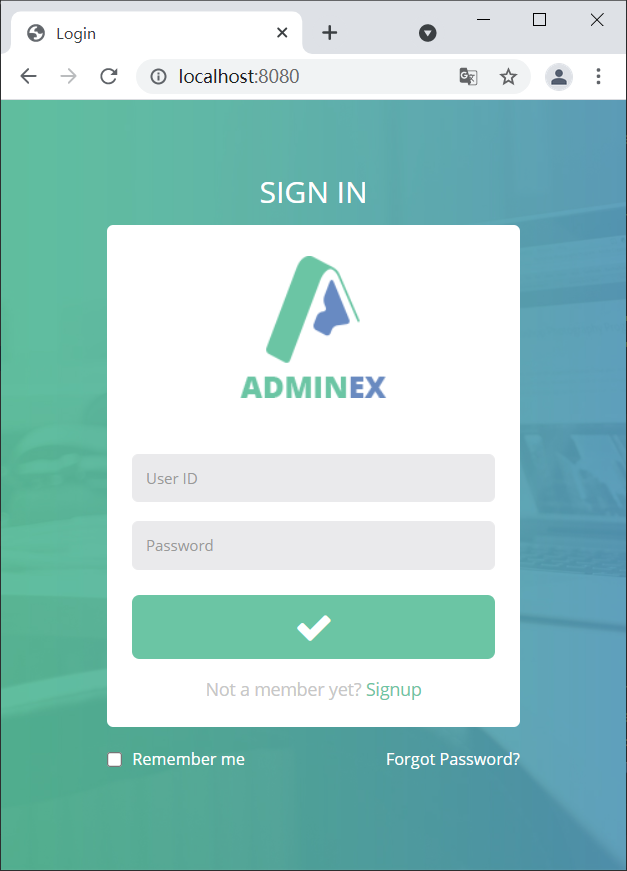 Login
localhost:8080
SIGN IN
ADMINEX
User ID
Password
Not a member yet? Signup
Remember me
Forgot Password?